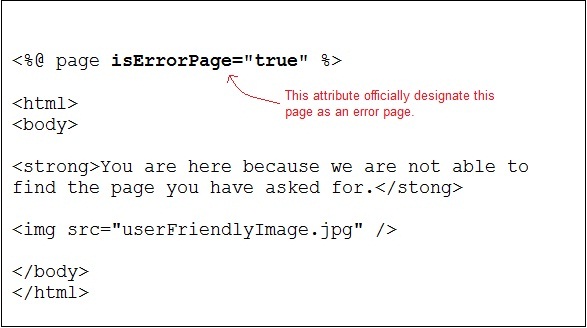 <%@ page isErrorPage="true" %>
This attribute officially designate this
page as an error page.
<html>
<body>
<strong>You are here because we are not able to
find the page you have asked for.</stong>
<img src="userFriendlyImage.jpg" />
</body>
</html>